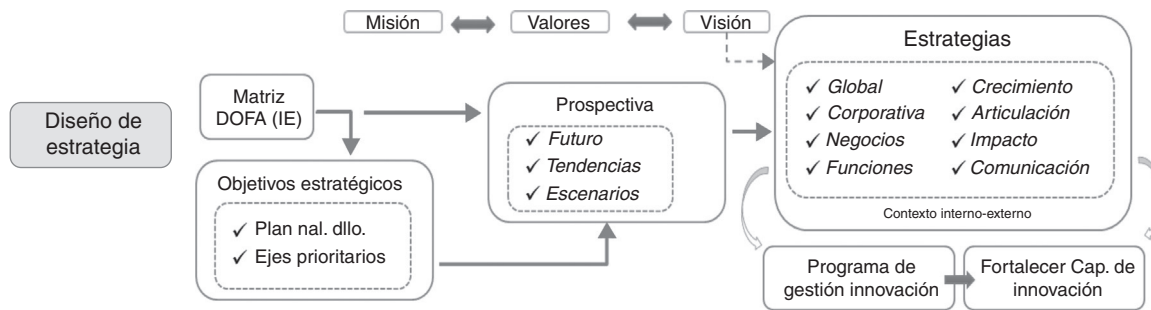 Misión
Valores
Visión
Diseño de
estrategia
Matriz
DOFA (IE)
Objetivos estratégicos
✓ Plan nal. dllo.
✓ Ejes prioritarios
Prospectiva
✓ Futuro
✓ Tendencias
✓ Escenarios
Estrategias
✓ Global
✓ Corporativa
✓ Negocios
✓ Funciones
✓ Crecimiento
✓ Articulación
✓ Impacto
✓ Comunicación
Contexto interno-externo
Programa de
gestión innovación
Fortalecer Cap. de
innovación